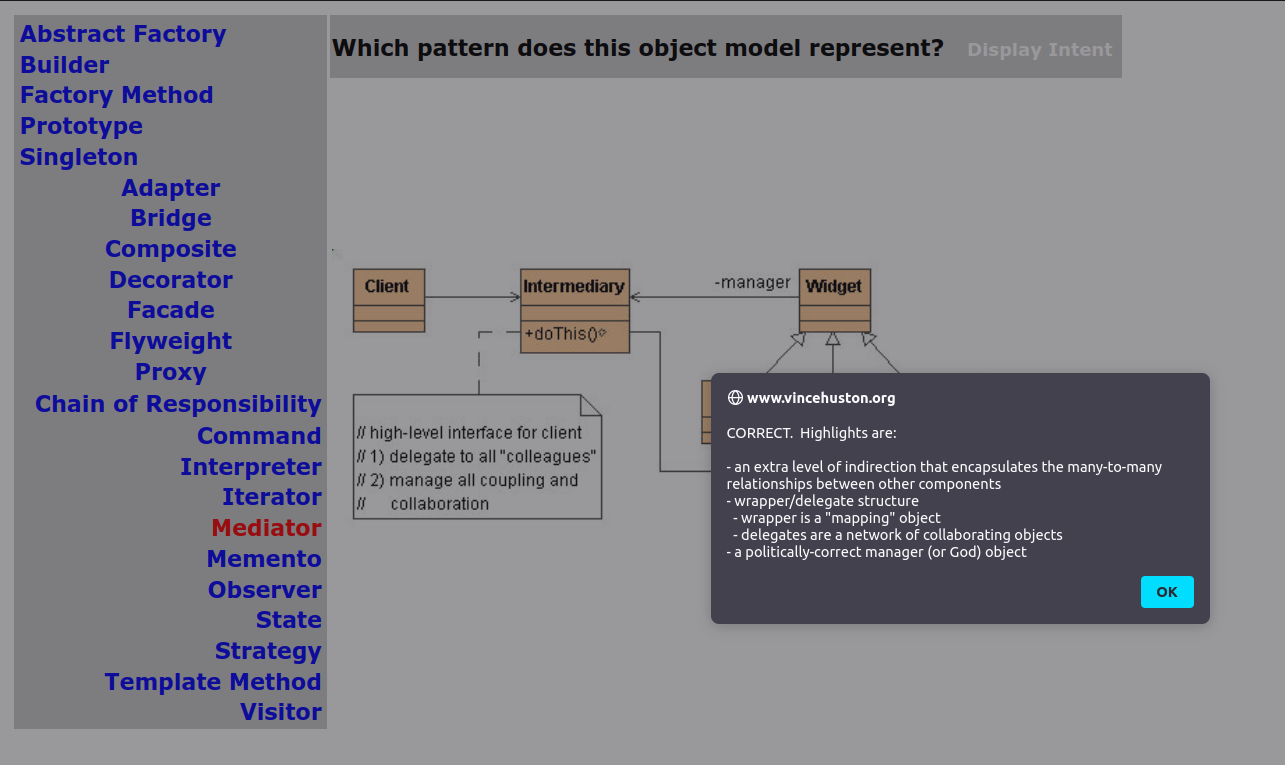 Abstract Factory
Builder
Factory Method
Prototype
Singleton
Adapter
Bridge
Composite
Decorator
Facade
Flyweight
Proxy
Chain of Responsibility
Command
Interpreter
Iterator
Mediator
Memento
Observer
State
Strategy
Template Method
Visitor
Which pattern does this object model represent? Display Intent
Client
Intermediary
-manager
Widget
+doThis()
// high-level interface for client
// 1) delegate to all "colleagues"
// 2) manage all coupling and
// collaboration
www.vincehuston.org
CORRECT. Highlights are:
- an extra level of indirection that encapsulates the many-to-many
relationships between other components
- wrapper/delegate structure
- wrapper is a "mapping" object
- delegates are a network of collaborating objects
- a politically-correct manager (or God) object
OK